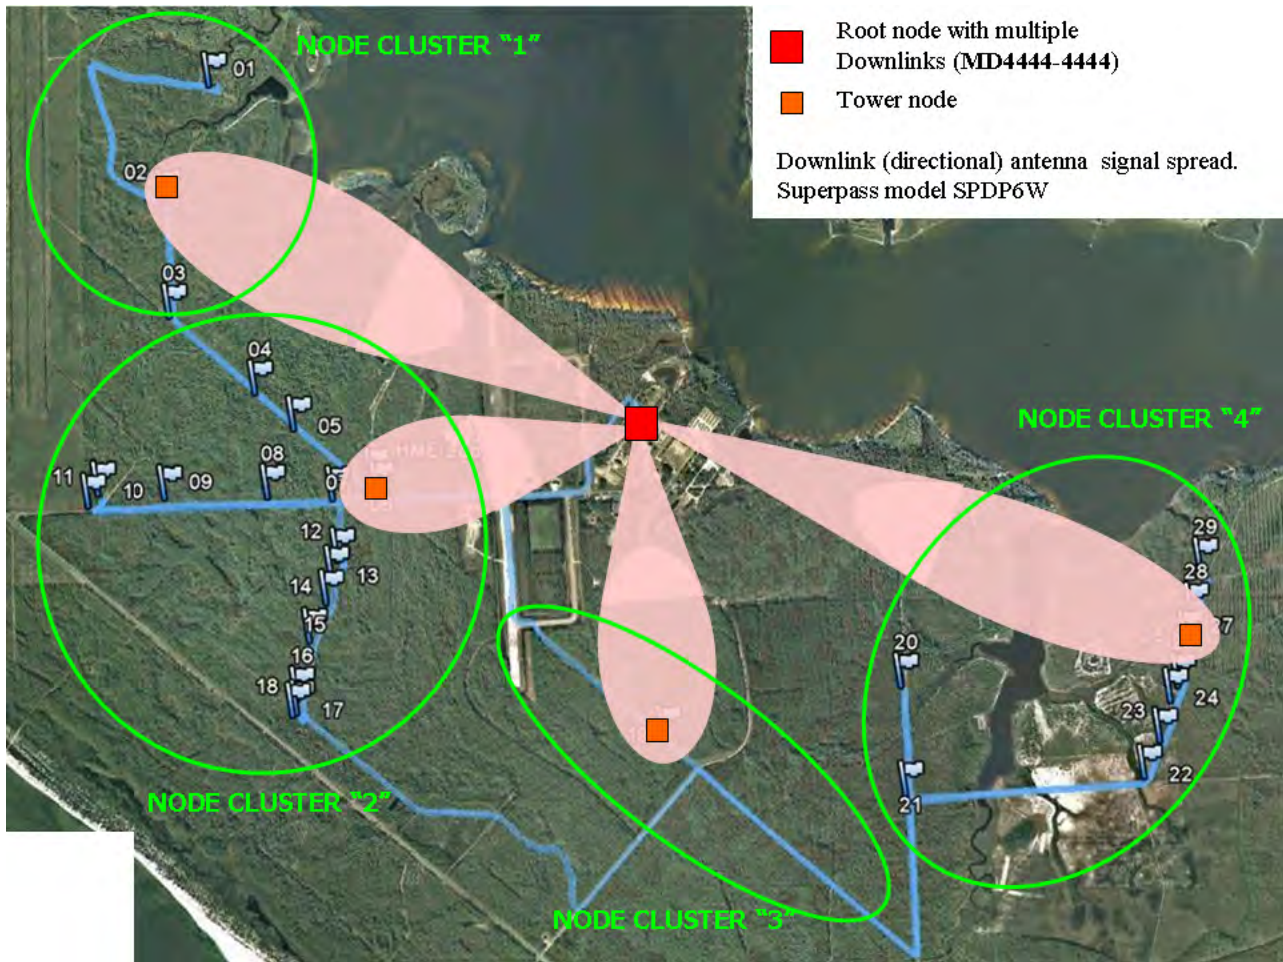 NODE CLUSTER “1”
Root node with multiple
Downlinks (MD4444-4444)
Tower node
Downlink (directional) antenna signal spread.
Superpass model SPDP6W
01
02
03
04
05
NODE CLUSTER “4”
11
10
09
08
12
13
14
15
16
18
17
29
28
27
20
24
23
22
21
NODE CLUSTER “2”
NODE CLUSTER “3”